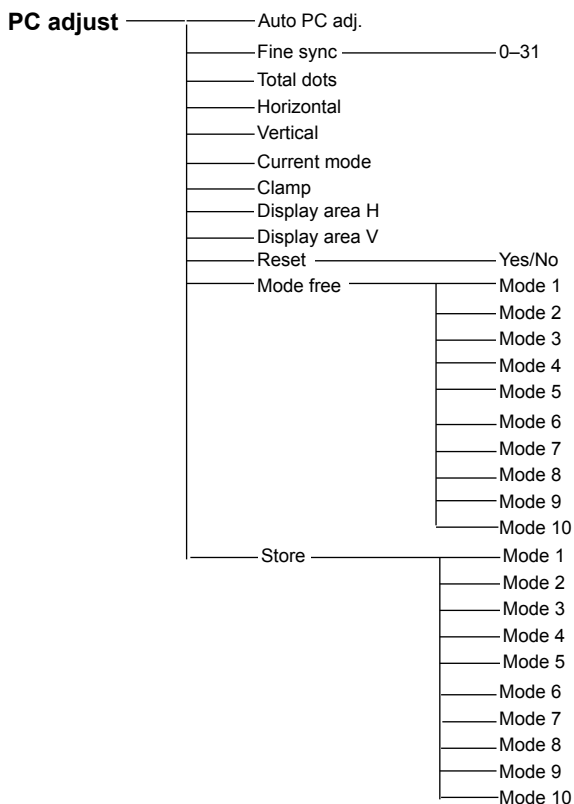 PC adjust Auto PC adj.
Fine sync 0–31
Total dots
Horizontal
Vertical
Current mode
Clamp
Display area H
Display area V
Reset Yes/No
Mode free Mode 1
Mode 2
Mode 3
Mode 4
Mode 5
Mode 6
Mode 7
Mode 8
Mode 9
Mode 10
Store Mode 1
Mode 2
Mode 3
Mode 4
Mode 5
Mode 6
Mode 7
Mode 8
Mode 9
Mode 10